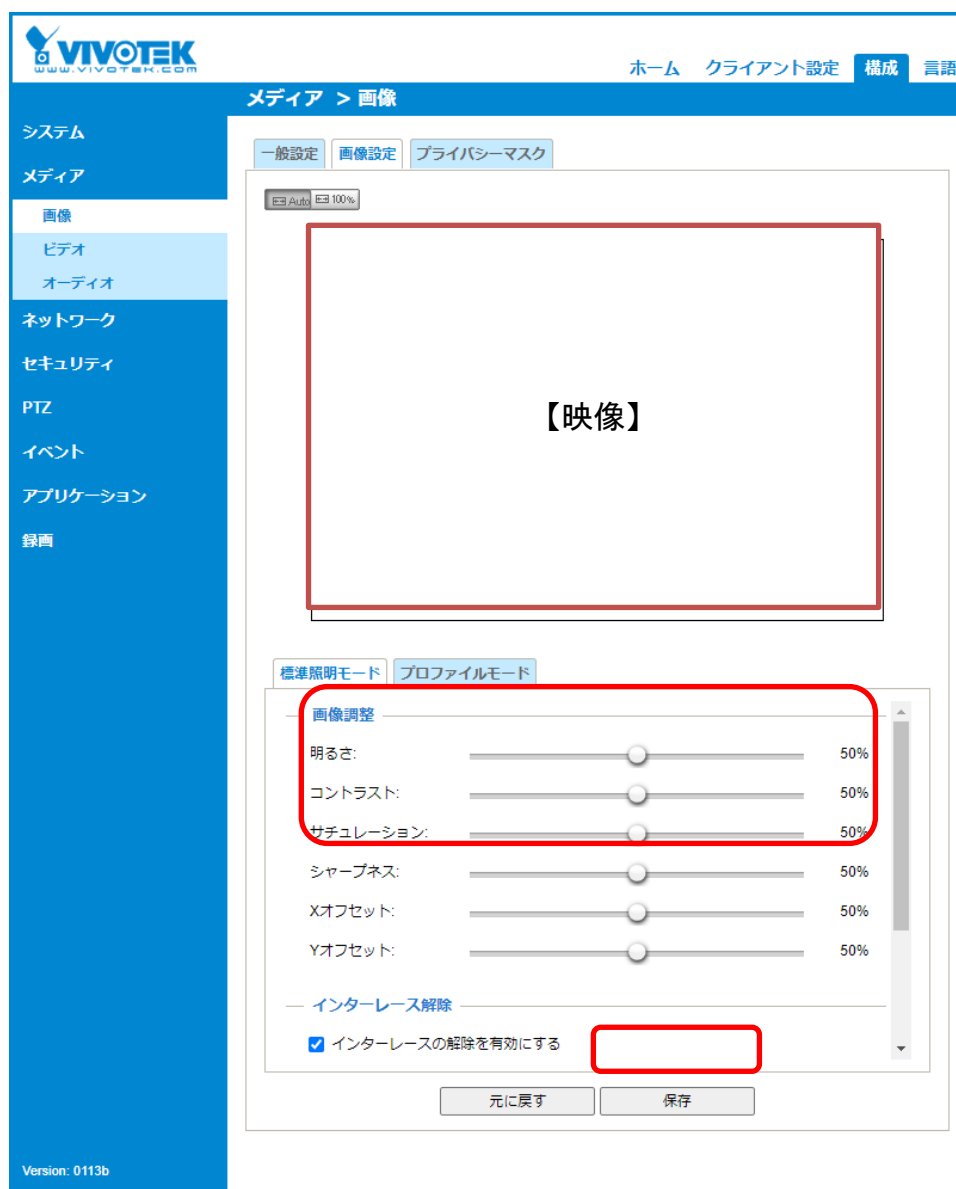 VIVOTEK
www.vivotek.com
ホーム クライアント設定 構成 言語
メディア > 画像
システム
メディア
画像
ビデオ
オーディオ
ネットワーク
セキュリティ
PTZ
イベント
アプリケーション
録画
Version: 0113b
一般設定 画像設定 プライバシーマスク
Auto 100%
【映像】
標準照明モード プロファイルモード
画像調整
明るさ: 50%
コントラスト: 50%
サチュレーション: 50%
シャープネス: 50%
Xオフセット: 50%
Yオフセット: 50%
インターレース解除
インターレースの解除を有効にする
元に戻す 保存